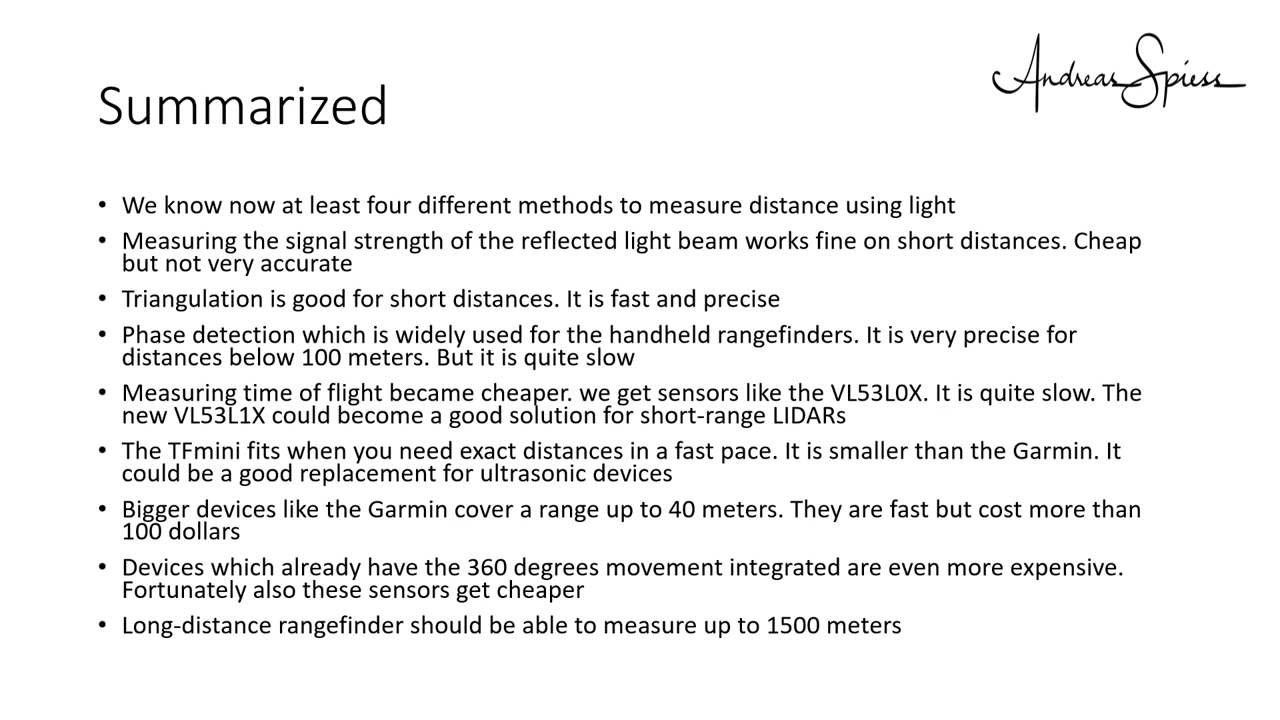 Andreas Spiess
Summarized
• We know now at least four different methods to measure distance using light
• Measuring the signal strength of the reflected light beam works fine on short distances. Cheap
but not very accurate
• Triangulation is good for short distances. It is fast and precise
• Phase detection which is widely used for the handheld rangefinders. It is very precise for
distances below 100 meters. But it is quite slow
• Measuring time of flight became cheaper. we get sensors like the VL53L0X. It is quite slow. The
new VL53L1X could become a good solution for short-range LIDARs
• The TFmini fits when you need exact distances in a fast pace. It is smaller than the Garmin. It
could be a good replacement for ultrasonic devices
• Bigger devices like the Garmin cover a range up to 40 meters. They are fast but cost more than
100 dollars
• Devices which already have the 360 degrees movement integrated are even more expensive.
Fortunately also these sensors get cheaper
• Long-distance rangefinder should be able to measure up to 1500 meters